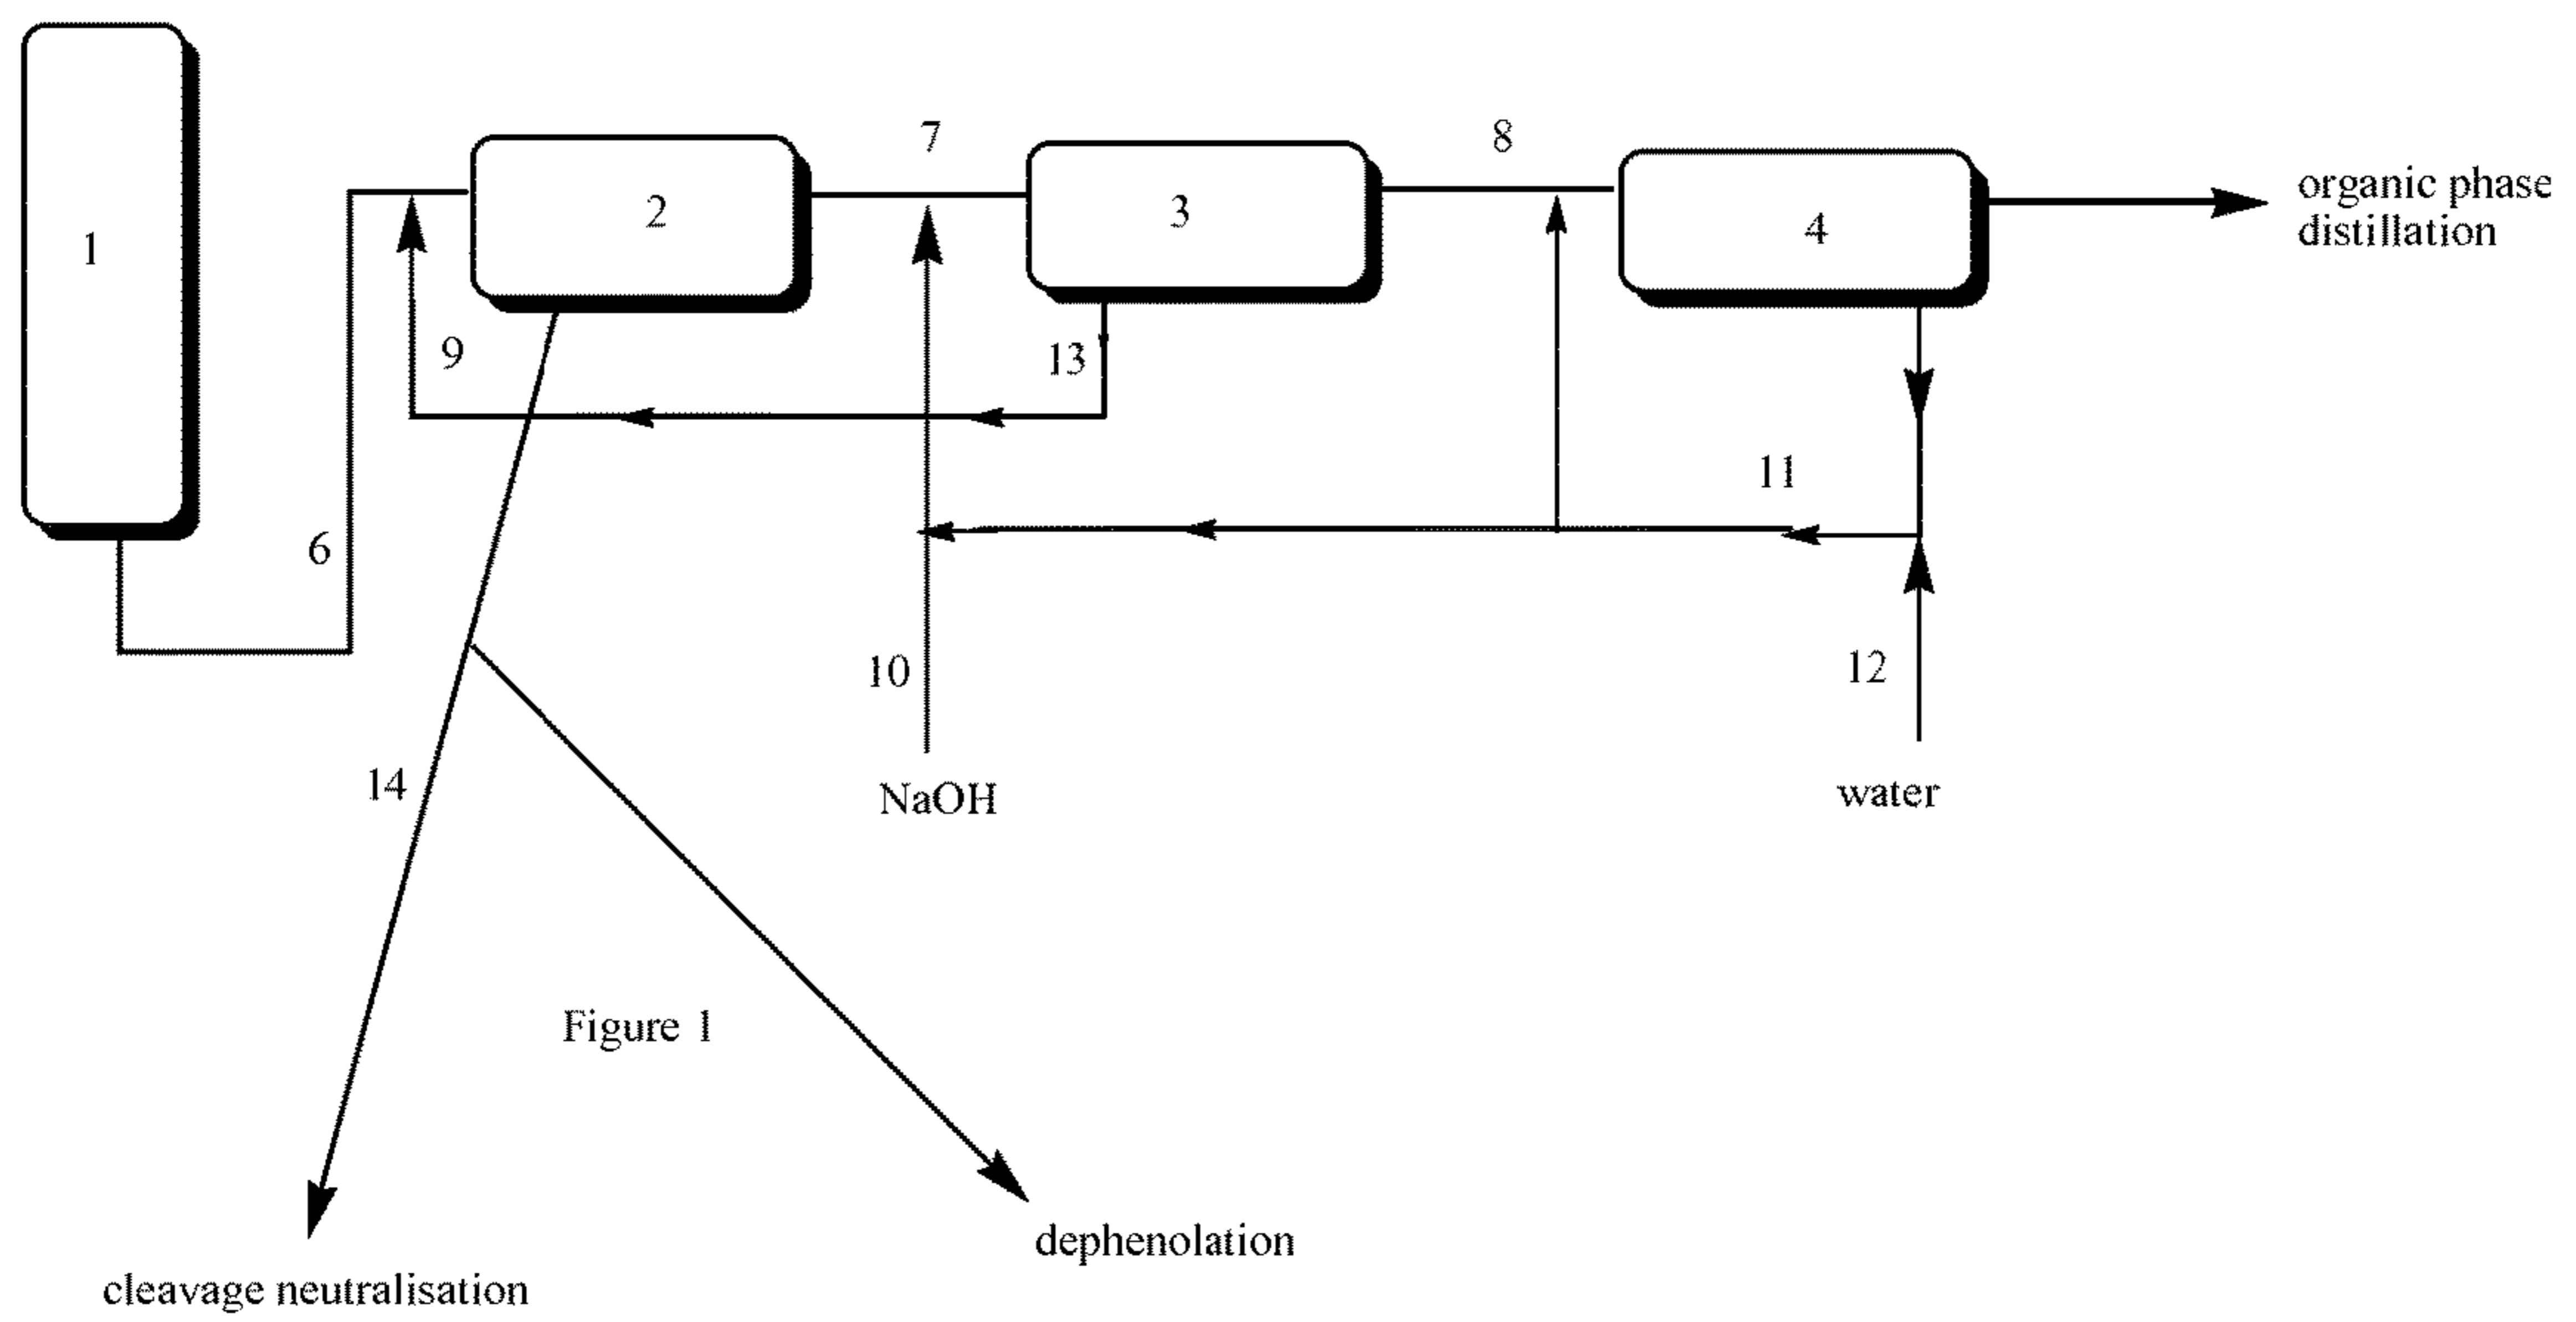 7
8
1
2
3
4
organic phase
distillation
9
13
11
6
10
12
14
NaOH
water
Figure 1
dephenolation
cleavage neutralisation